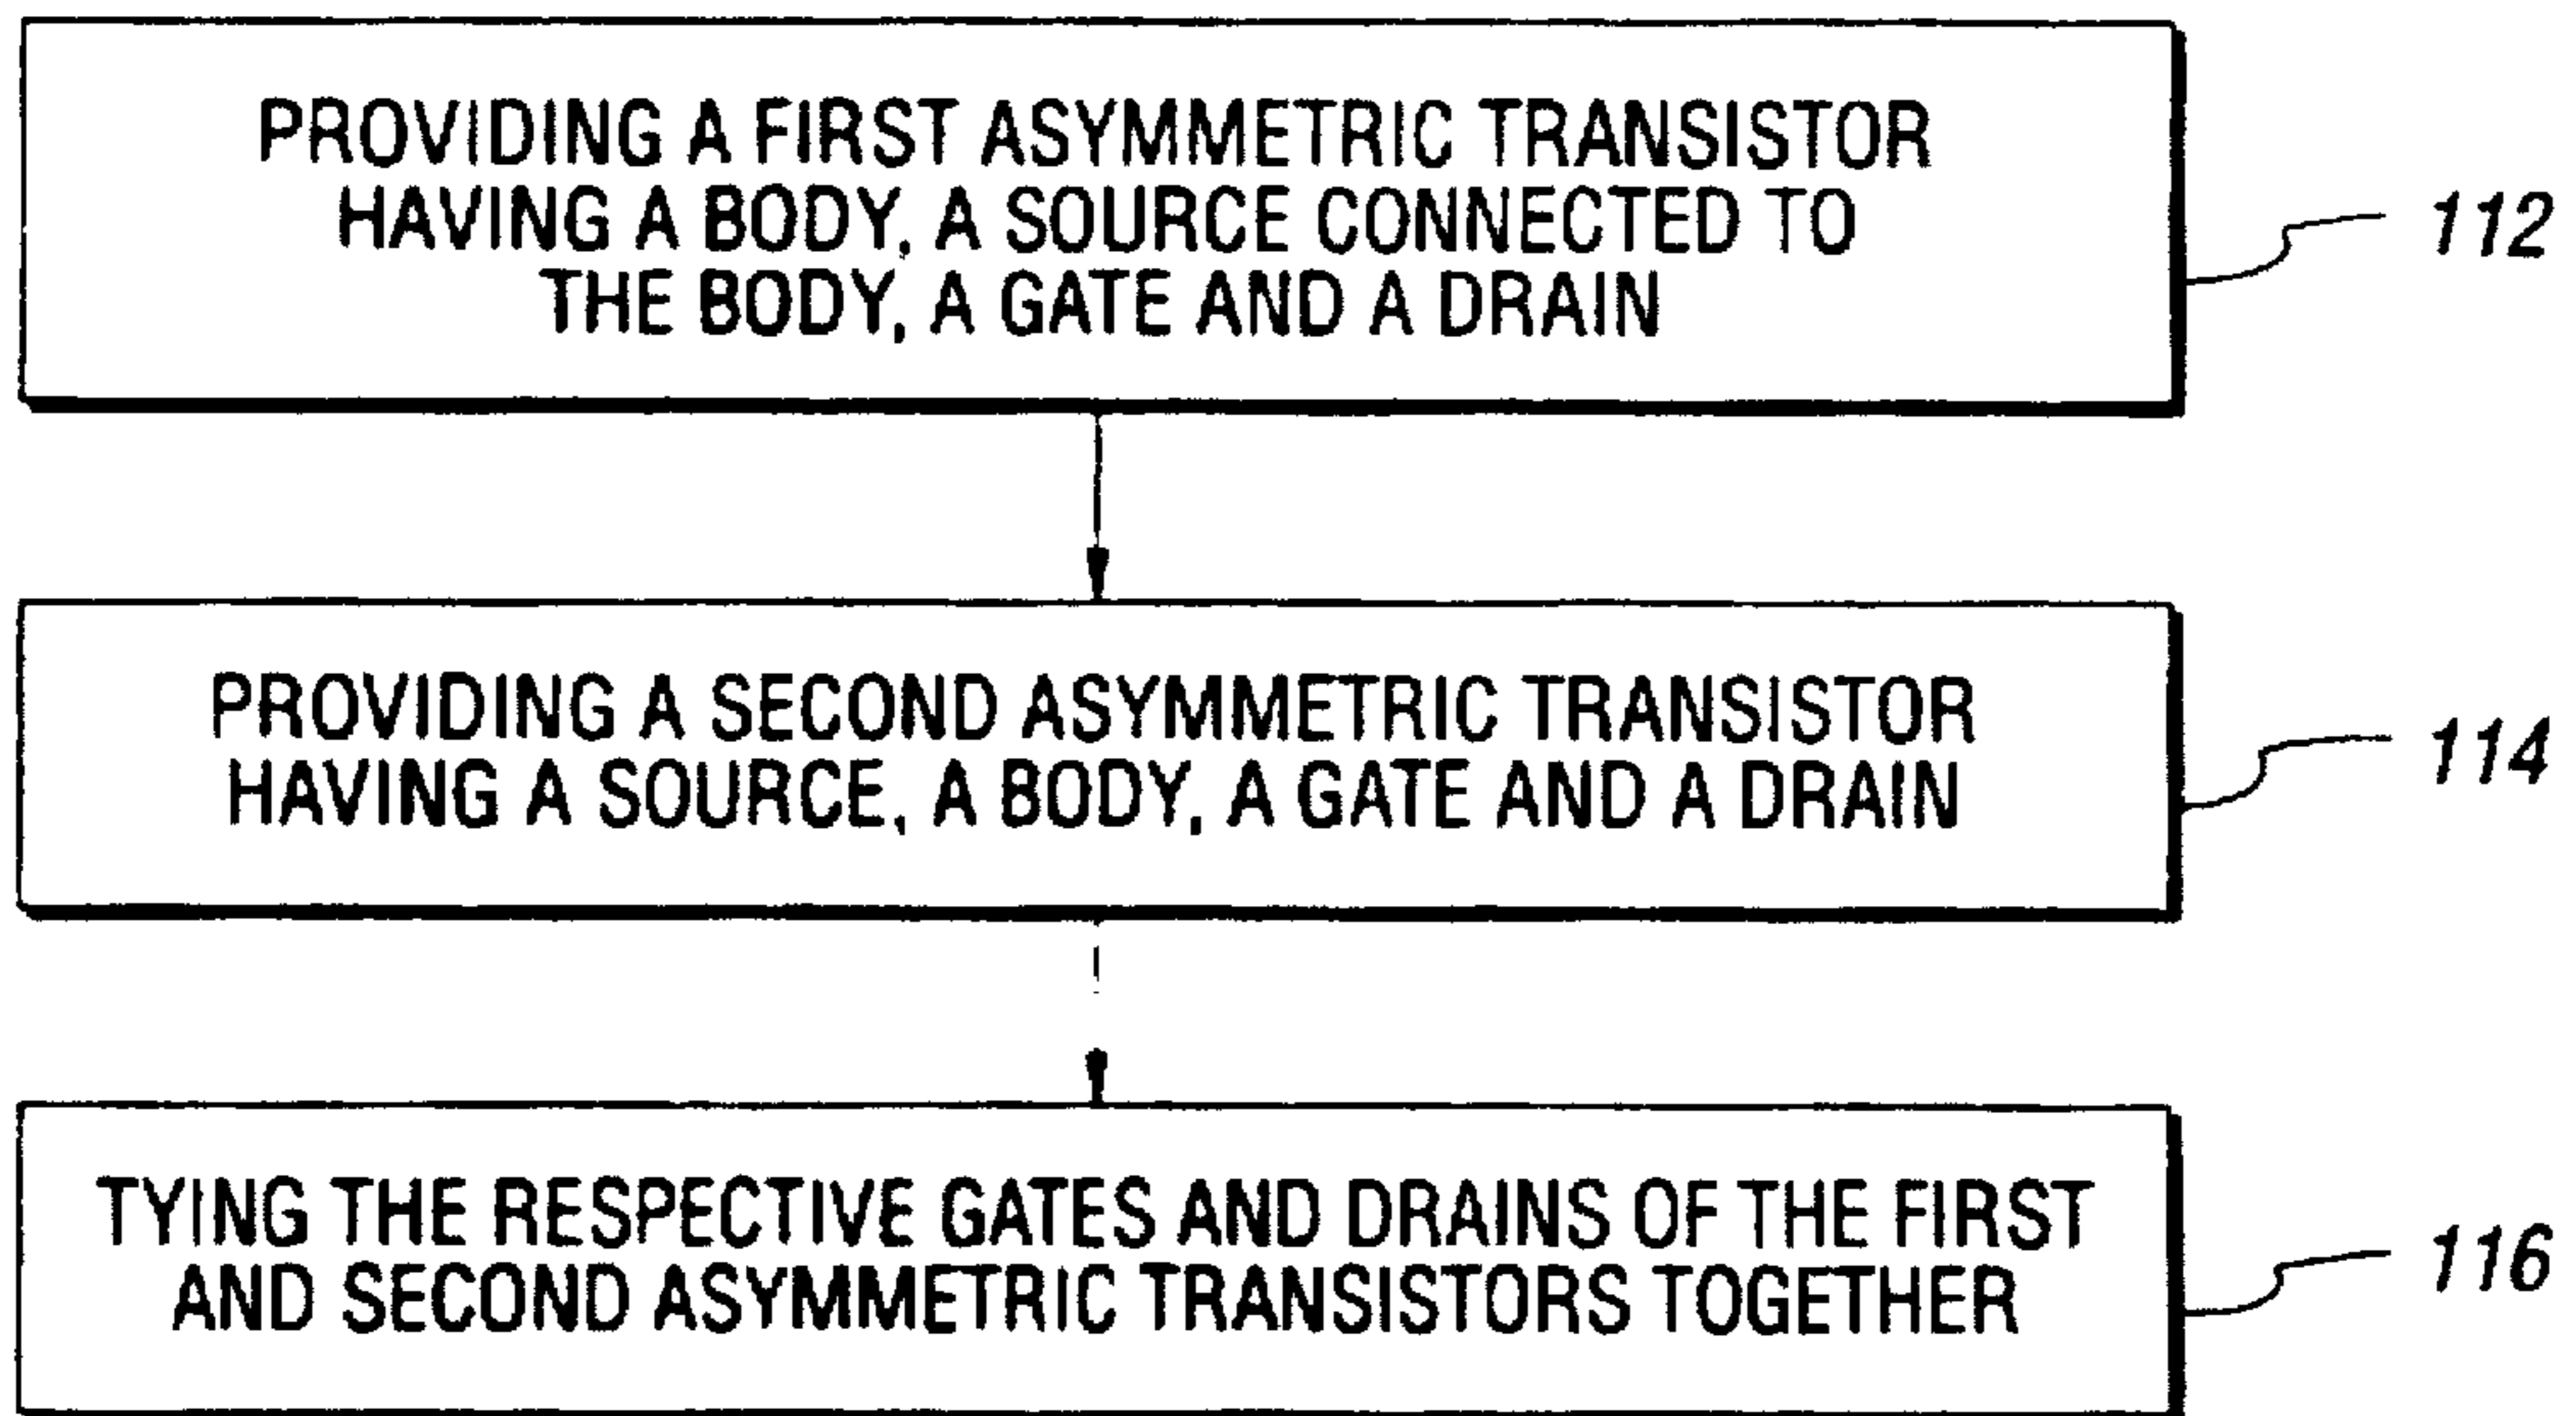 PROVIDING A FIRST ASYMMETRIC TRANSISTOR
HAVING A BODY, A SOURCE CONNECTED TO
THE BODY, A GATE AND A DRAIN
112
PROVIDING A SECOND ASYMMETRIC TRANSISTOR
HAVING A SOURCE, A BODY, A GATE AND A DRAIN
114
TYING THE RESPECTIVE GATES AND DRAINS OF THE FIRST
AND SECOND ASYMMETRIC TRANSISTORS TOGETHER
116